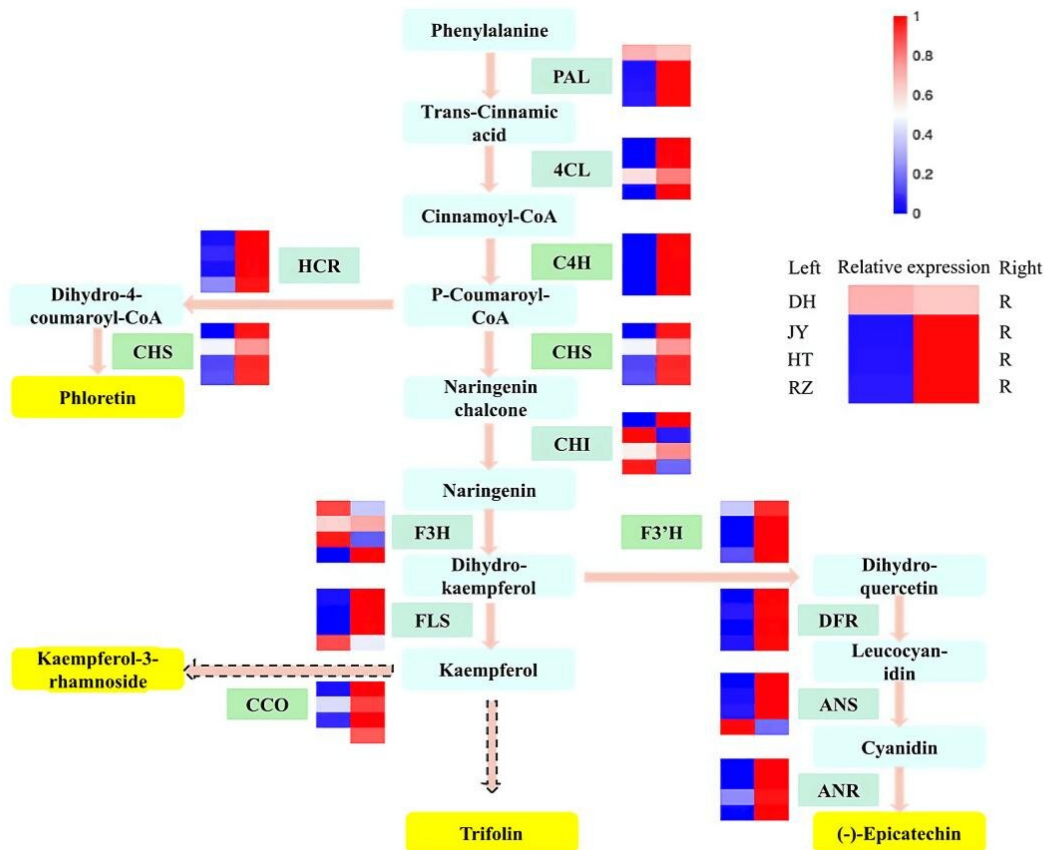 Phenylalanine
PAL
Trans-Cinnamic
acid
4CL
Cinnamoyl-CoA
C4H
HCR
P-Coumaroyl-
CoA
Dihydro-4-
coumaroyl-CoA
CHS
Phloretin
CHS
Naringenin
chalcone
CHI
Naringenin
F3H
F3'H
Dihydro-
kaempferol
Dihydro-
quercetin
FLS
DFR
Kaempferol
Leucocyan-
idin
Kaempferol-3-
rhamnoside
CCO
ANS
Cyanidin
ANR
Trifolin
(-)-Epicatechin
1
0.8
0.6
0.4
0.2
0
Left Relative expression Right
DH R
JY R
HT R
RZ R